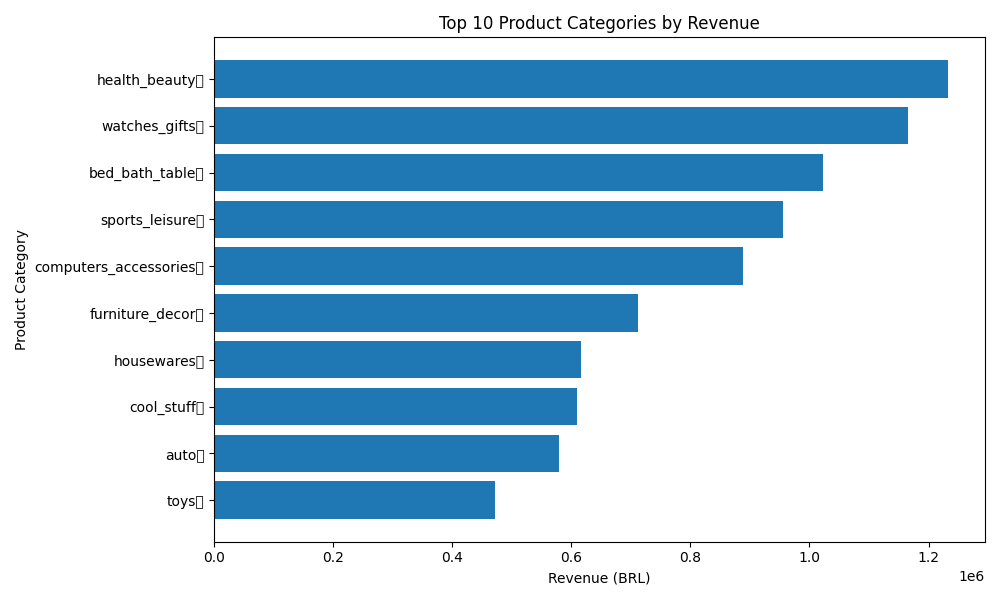 Top 10 Product Categories by Revenue
Product Category
health_beauty
watches_gifts
bed_bath_table
sports_leisure
computers_accessories
furniture_decor
housewares
cool_stuff
auto
toys
0.0 0.2 0.4 0.6 0.8 1.0 1.2
1e6
Revenue (BRL)